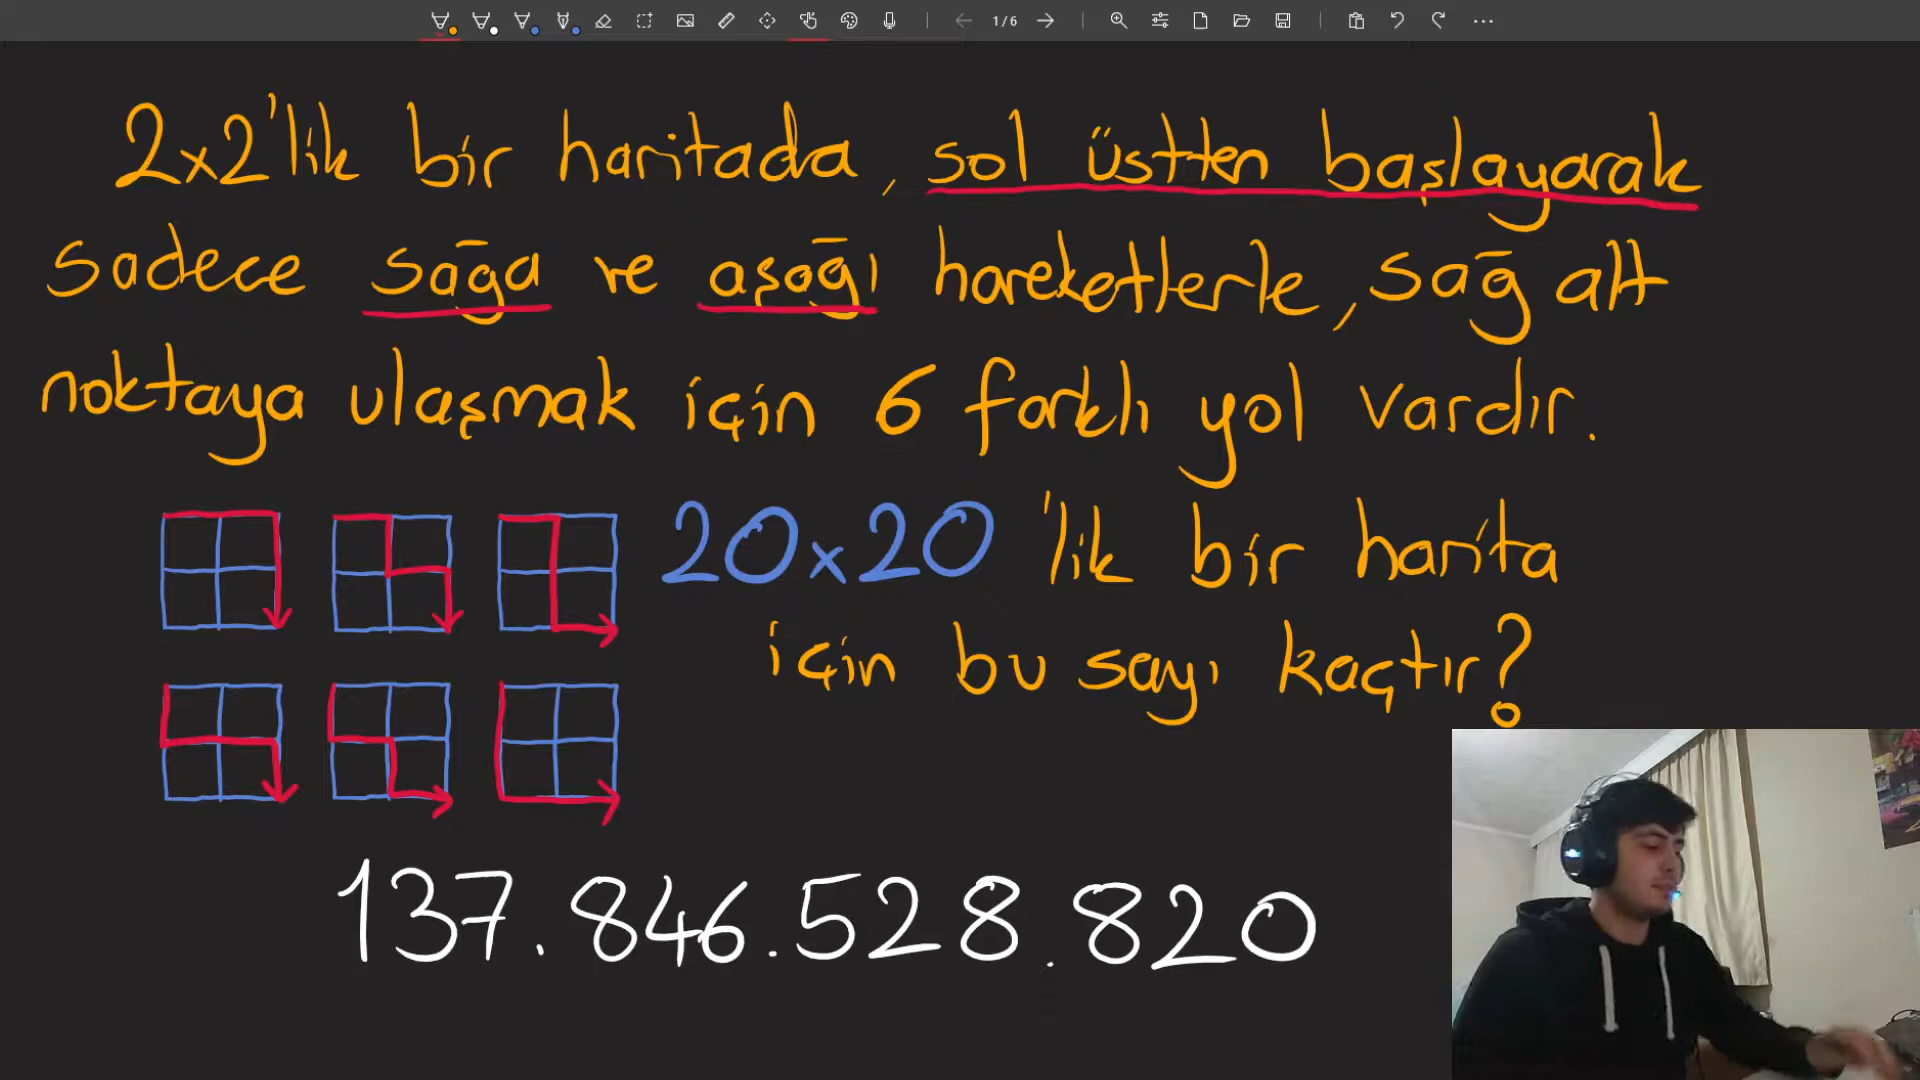 1/6
2x2'lik bir haritada, sol üstten başlayarak
sadece sağa ve aşağı hareketlerle, sağ alt
noktaya ulaşmak için 6 farklı yol vardır.
20x20 'lik bir harita
için bu sayı kaçtır?
137.846.528.820